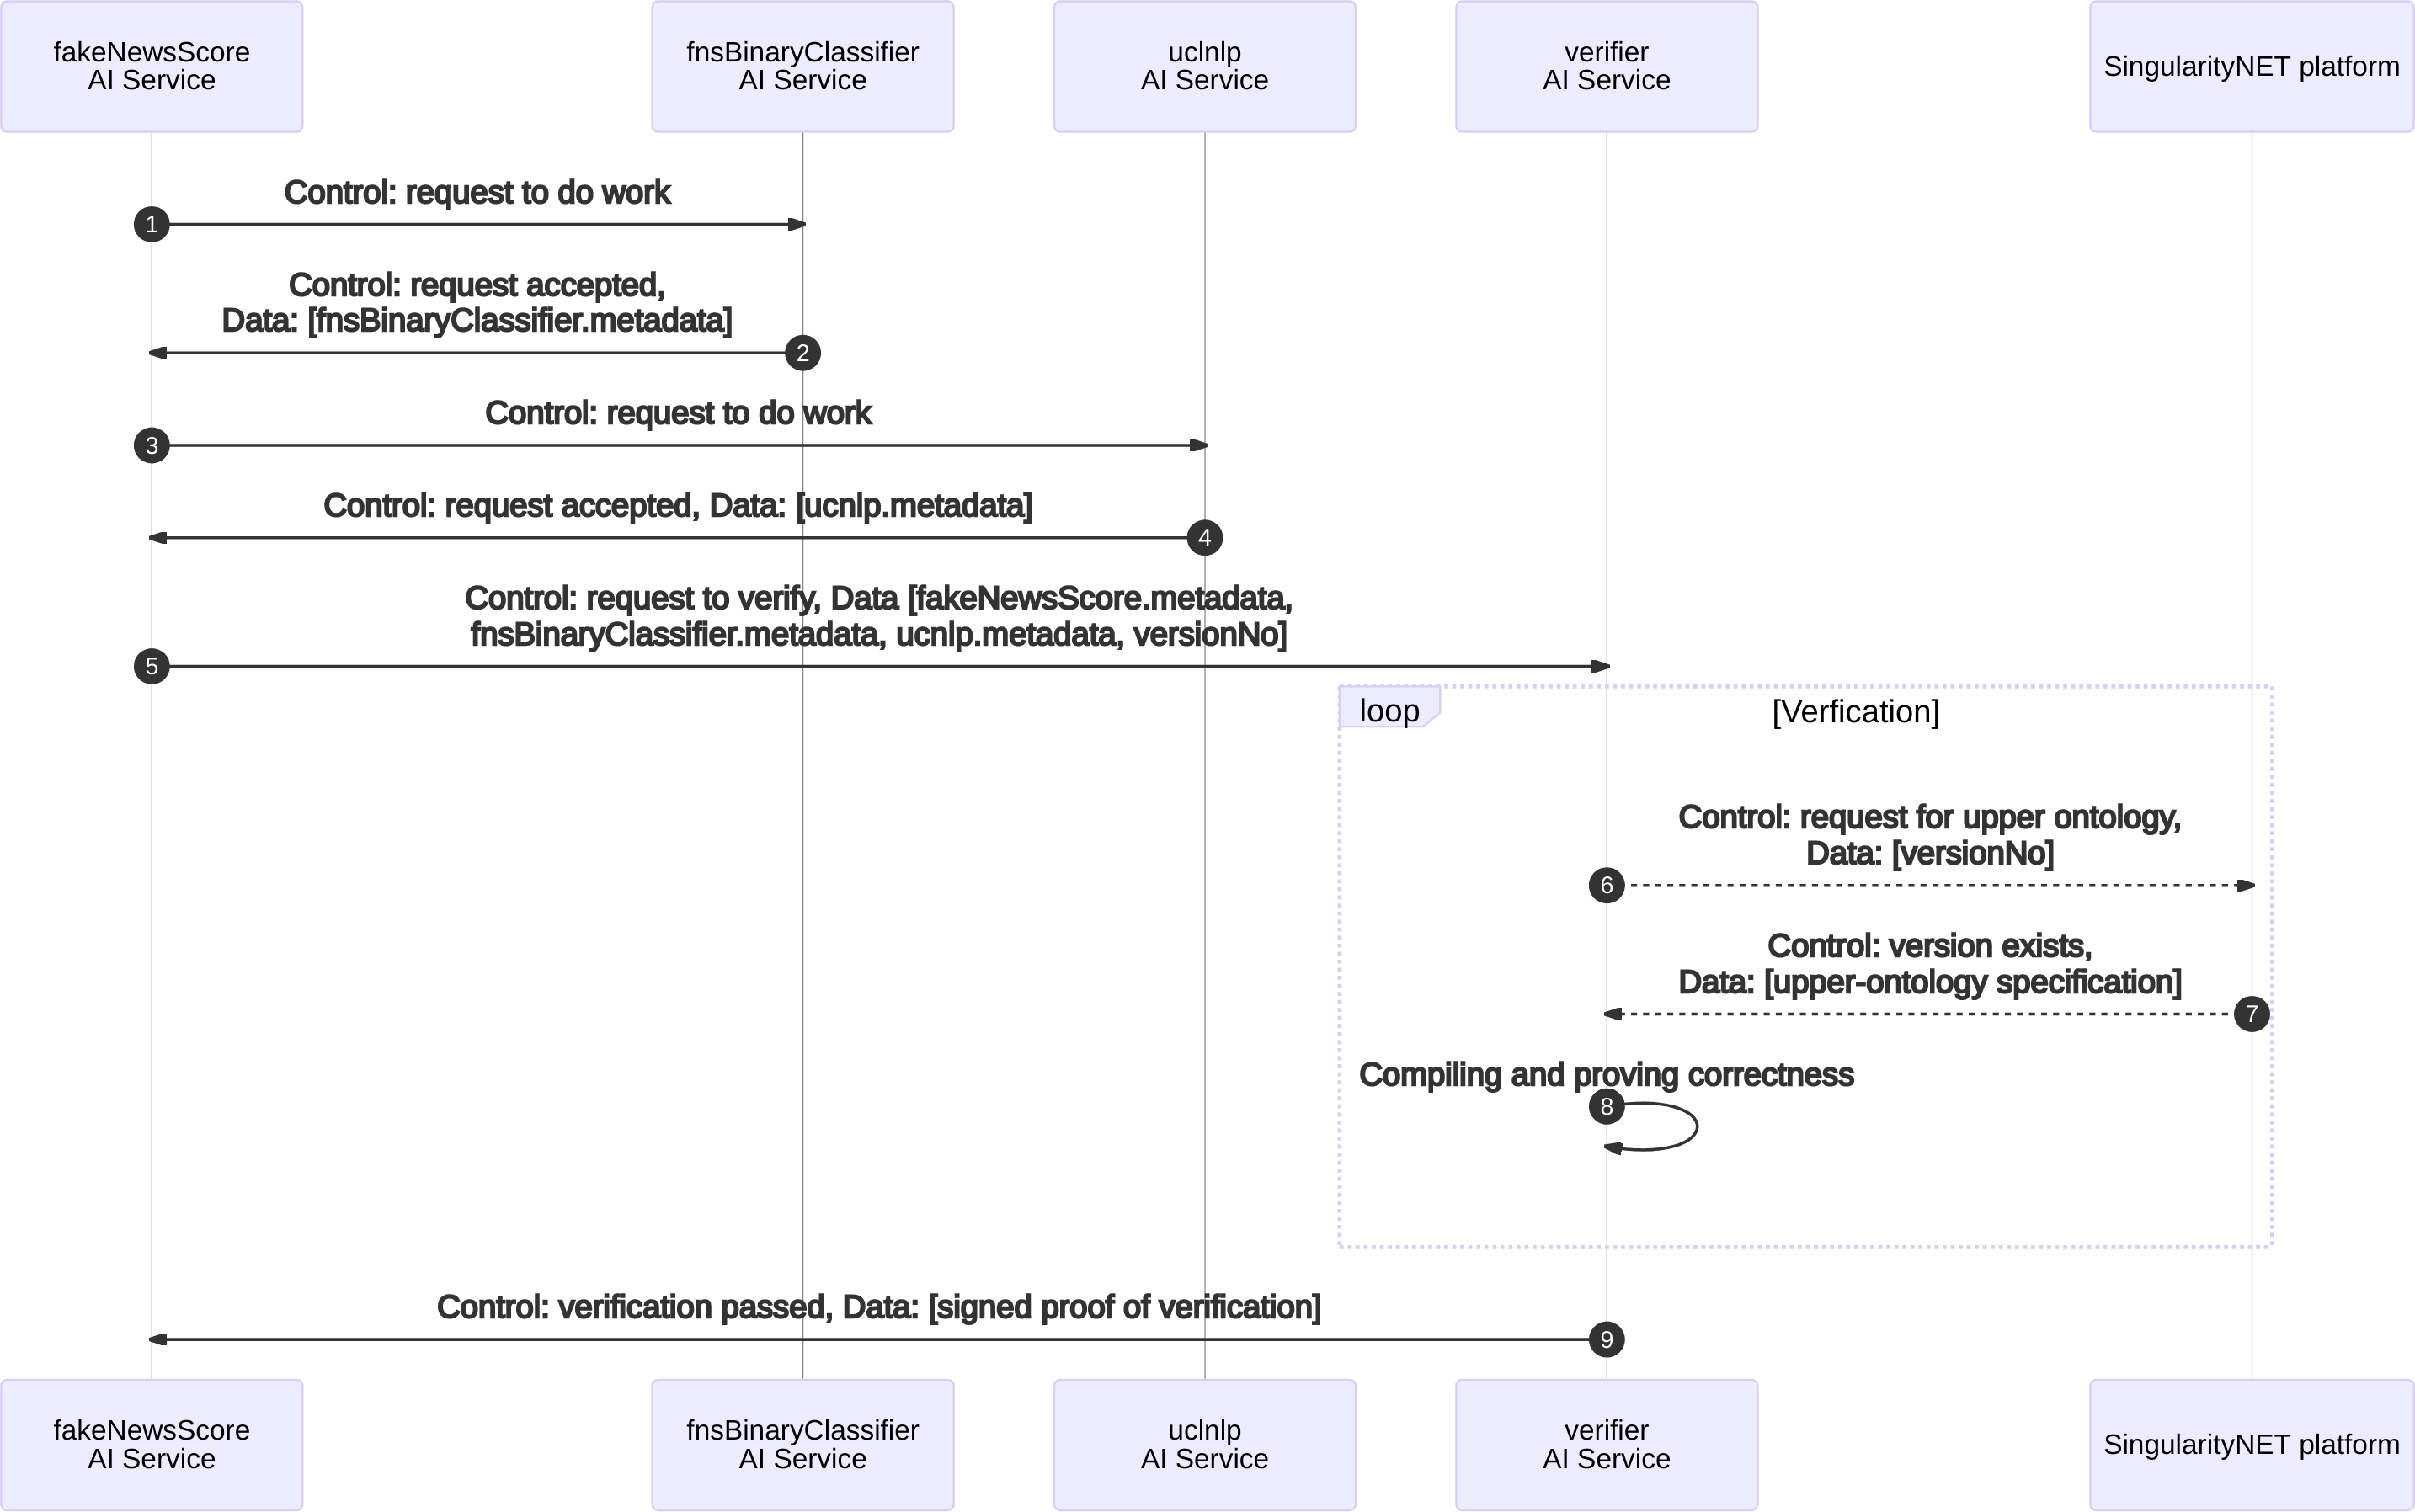 fakeNewsScore
AI Service
fnsBinaryClassifier
AI Service
uclnlp
AI Service
verifier
AI Service
SingularityNET platform
Control: request to do work
1
Control: request accepted,
Data: [fnsBinaryClassifier.metadata]
2
Control: request to do work
3
Control: request accepted, Data: [ucnlp.metadata]
4
Control: request to verify, Data [fakeNewsScore.metadata,
fnsBinaryClassifier.metadata, ucnlp.metadata, versionNo]
5
loop
[Verfication]
Control: request for upper ontology,
Data: [versionNo]
6
Control: version exists,
Data: [upper-ontology specification]
7
Compiling and proving correctness
8
Control: verification passed, Data: [signed proof of verification]
9
fakeNewsScore
AI Service
fnsBinaryClassifier
AI Service
uclnlp
AI Service
verifier
AI Service
SingularityNET platform